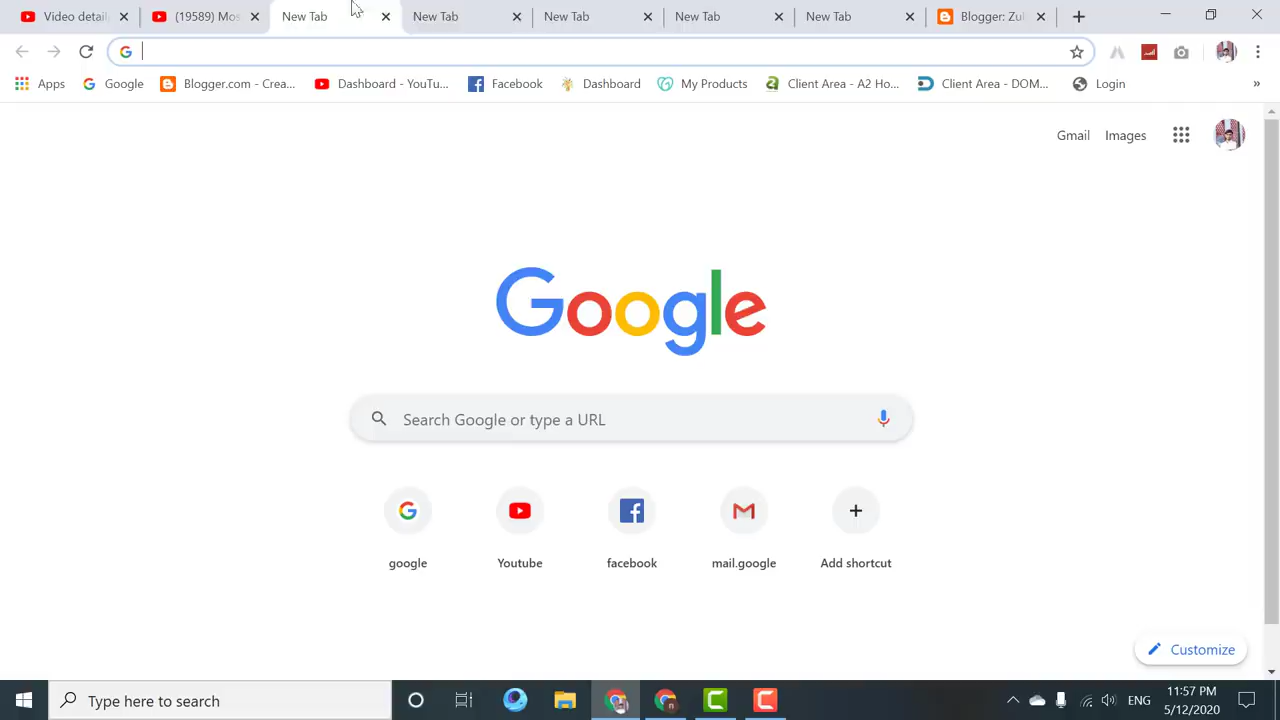 Video detai
(19589) Mos
New Tab
New Tab
New Tab
New Tab
New Tab
Blogger: Zul
Apps
Google
Blogger.com - Crea...
Dashboard - YouTu...
Facebook
Dashboard
My Products
Client Area - A2 Ho...
Client Area - DOM...
Login
»
Gmail
Images
Google
Search Google or type a URL
google
Youtube
facebook
mail.google
Add shortcut
Customize
Type here to search
ENG
11:57 PM
5/12/2020